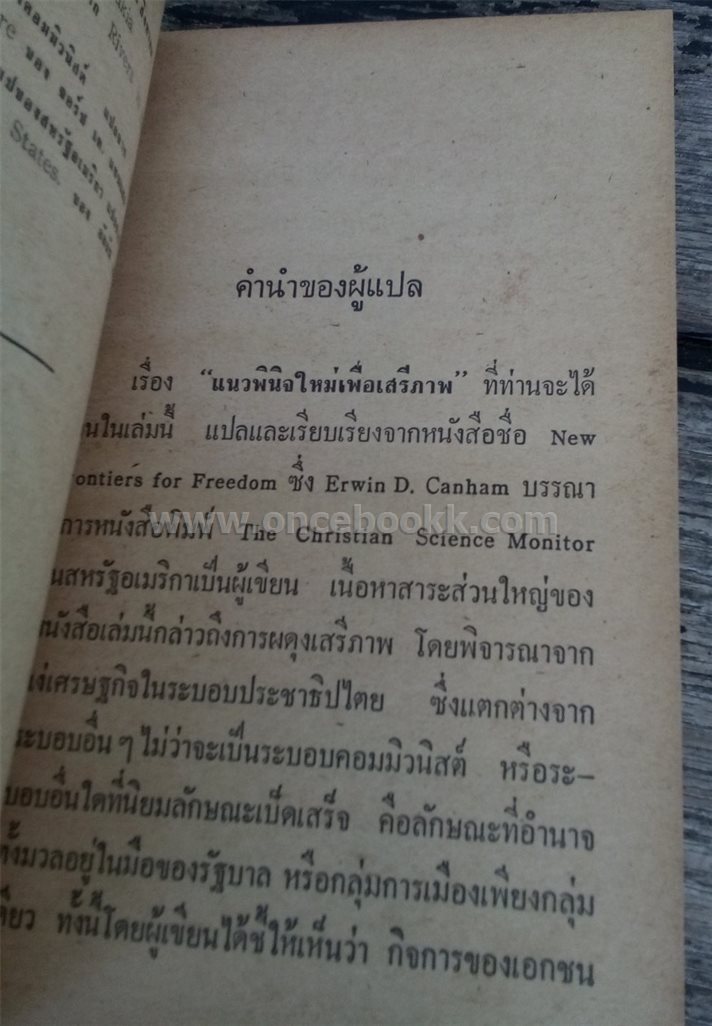 Rivers
ของ
States.
ของ
คำนำของผู้แปล
เรื่อง “แนวพินิจใหม่เพื่อเสรีภาพ” ที่ท่านจะได้
นในเล่มนี้ แปลและเรียบเรียงจากหนังสือชื่อ New
ontiers for Freedom ซึ่ง Erwin D. Canham บรรณา
การหนังสือพิมพ์ The Christian Science Monitor
www.oncebookk.com
นสหรัฐอเมริกาเป็นผู้เขียน เนื้อหาสาระส่วนใหญ่ของ
นังสือเล่มนี้กล่าวถึงการผดุงเสรีภาพ โดยพิจารณาจาก
แง่เศรษฐกิจในระบอบประชาธิปไตย ซึ่งแตกต่างจาก
ระบอบอื่น ๆ ไม่ว่าจะเป็นระบอบคอมมิวนิสต์ หรือระ–
บอบอื่นใดที่นิยมลักษณะเบ็ดเสร็จ คือลักษณะที่อำนาจ
ทั้งมวลอยู่ในมือของรัฐบาล หรือกลุ่มการเมืองเพียงกลุ่ม
เดียว ทั้งนี้โดยผู้เขียนได้ชี้ให้เห็นว่า กิจการของเอกชน